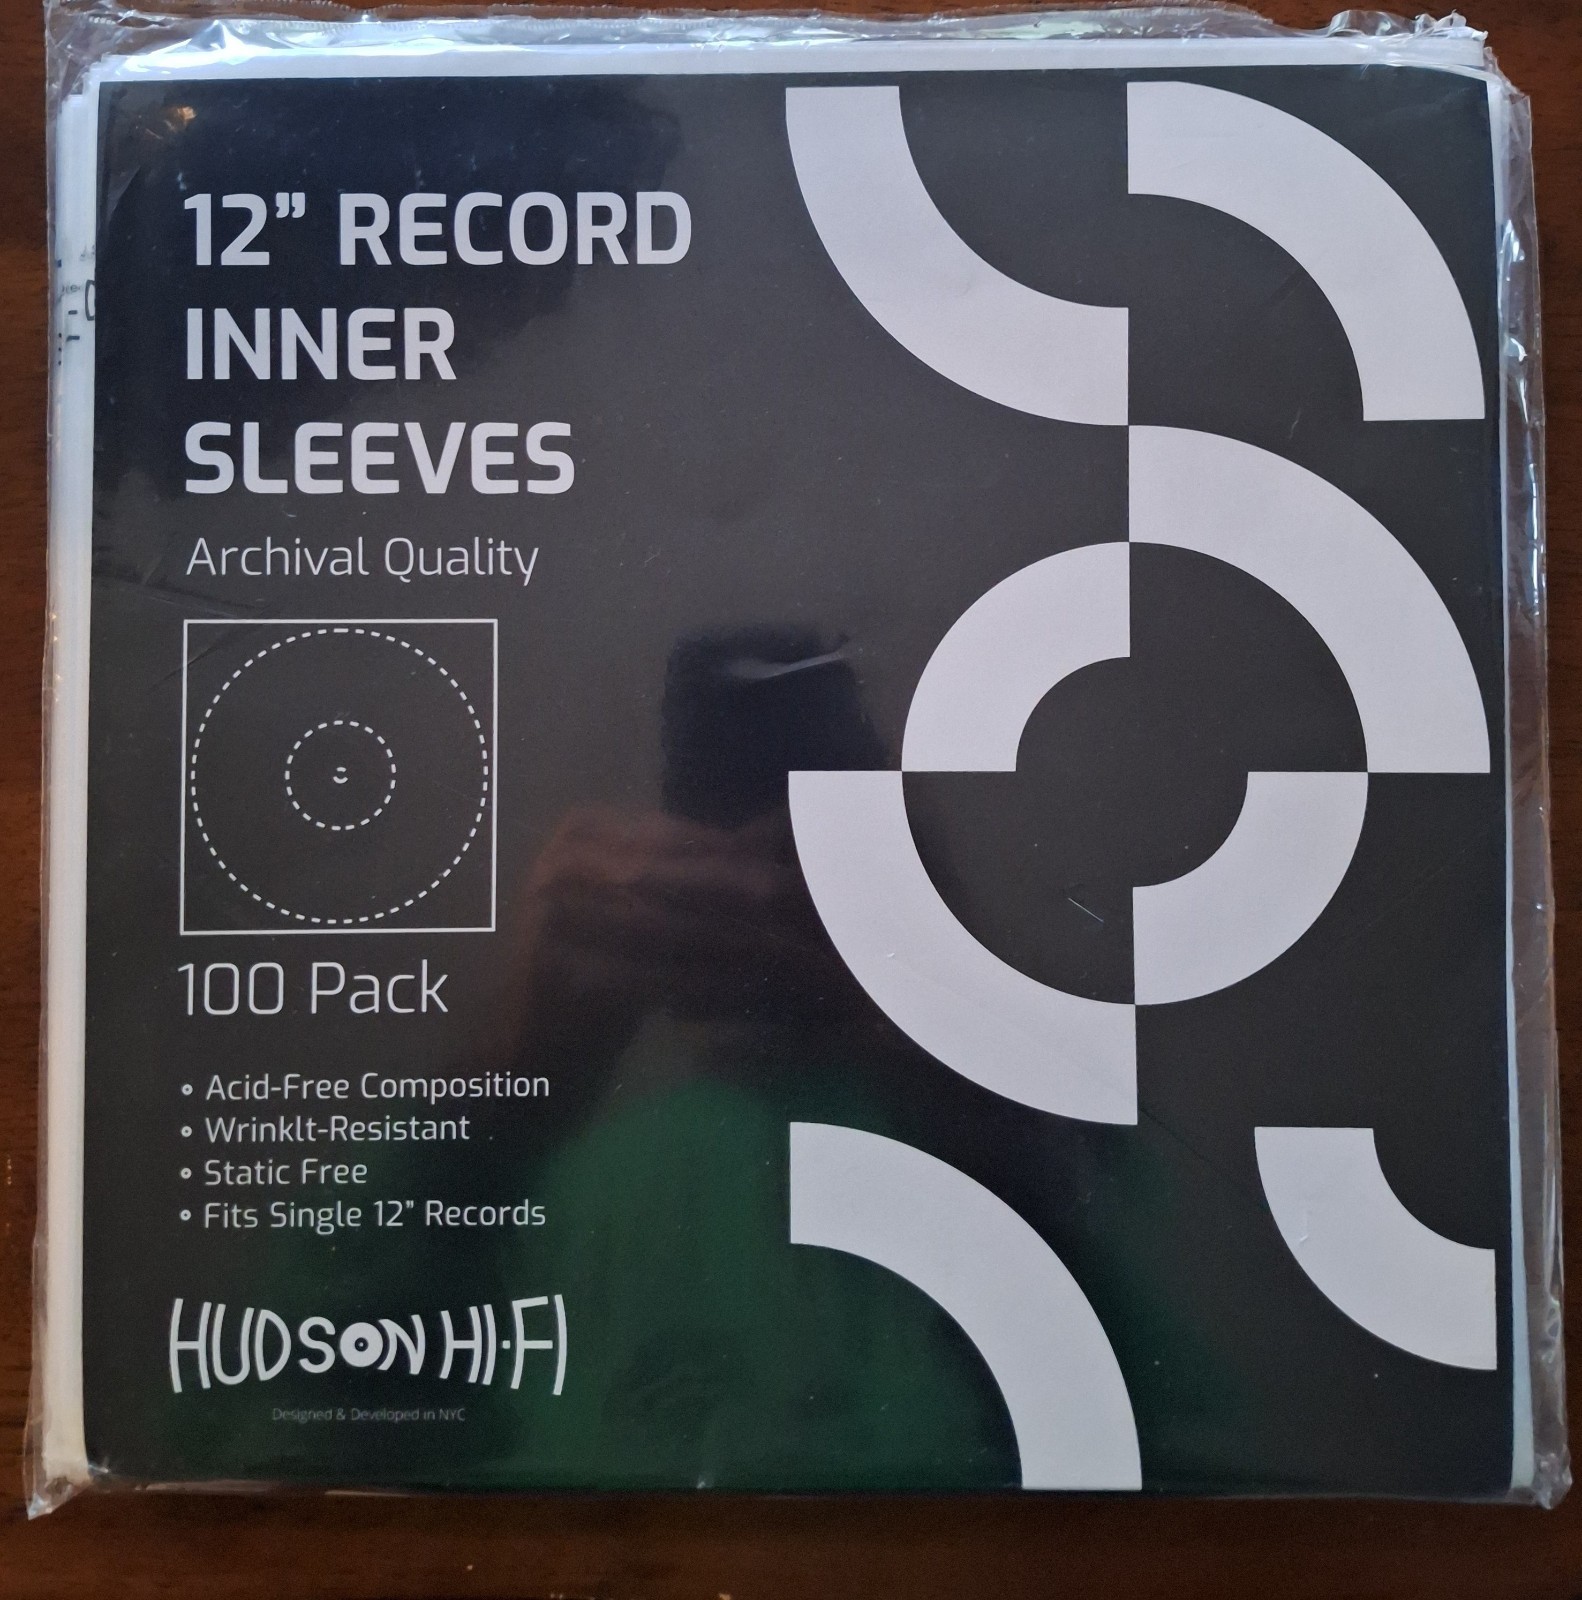 12” RECORD
INNER
SLEEVES
Archival Quality
100 Pack
Acid-Free Composition
Wrinklt-Resistant
Static Free
Fits Single 12" Records
HUDSON HI-FI
Designed & Developed in NYC